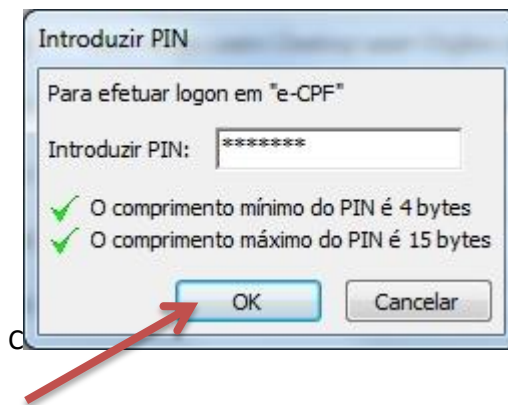 Introduzir PIN
Para efetuar logon em "e-CPF"
Introduzir PIN: *******
O comprimento mínimo do PIN é 4 bytes
O comprimento máximo do PIN é 15 bytes
OK Cancelar
C